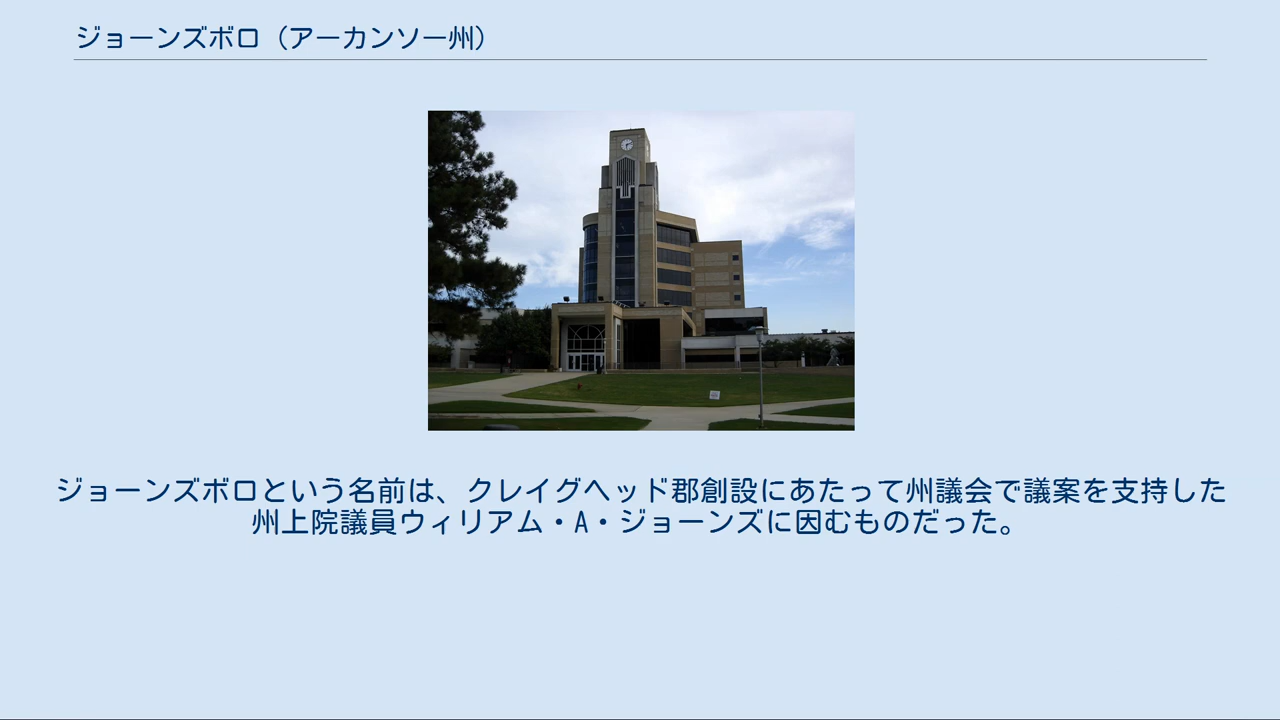 ジョーンズボロ（アーカンソー州）
ジョーンズボロという名前は、クレイグヘッド郡創設にあたって州議会で議案を支持した
州上院議員ウィリアム・A・ジョーンズに因むものだった。